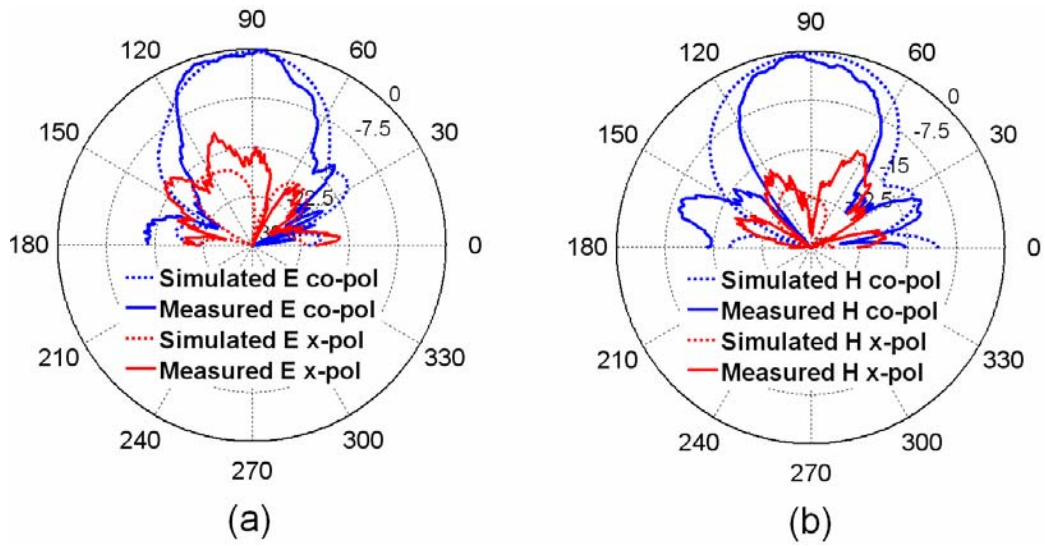 90
120
60
0
-7.5
150
30
180
0
Simulated E co-pol
Measured E co-pol
Simulated E x-pol
Measured E x-pol
210
330
240
300
270
(a)
90
120
60
0
-7.5
150
30
-15
180
0
Simulated H co-pol
Measured H co-pol
Simulated H x-pol
Measured H x-pol
210
330
240
300
270
(b)